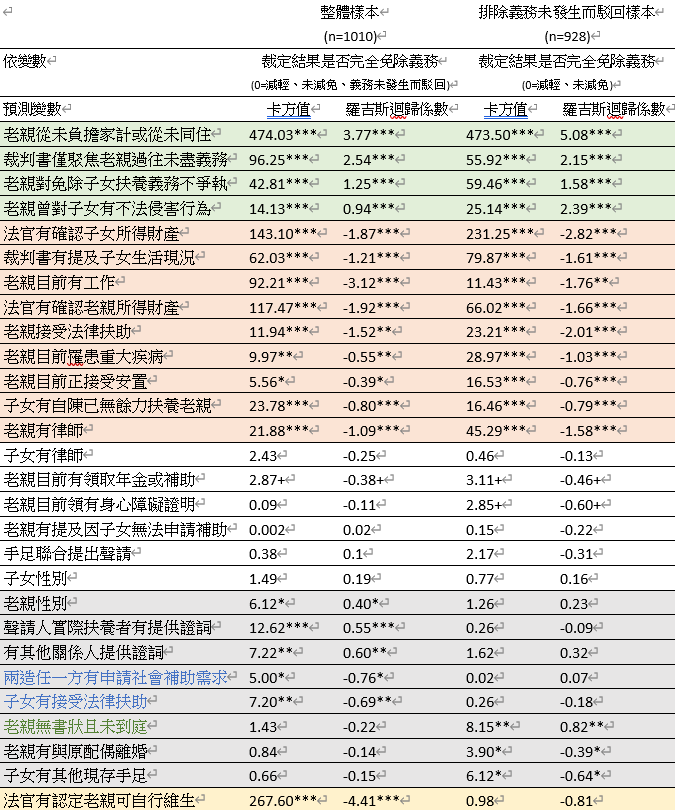 整體樣本 排除義務未發生而駁回樣本
(n=1010) (n=928)
依變數 裁定結果是否完全免除義務 裁定結果是否完全免除義務
(0=減輕、未減免、義務未發生而駁回) (0=減輕、未減免)
預測變數 卡方值 羅吉斯迴歸係數 卡方值 羅吉斯迴歸係數
老親從未負擔家計或從未同住 474.03*** 3.77*** 473.50*** 5.08***
裁判書僅聚焦老親過往未盡義務 96.25*** 2.54*** 55.92*** 2.15***
老親對免除子女扶養義務不爭執 42.81*** 1.25*** 59.46*** 1.58***
老親曾對子女有不法侵害行為 14.13*** 0.94*** 25.14*** 2.39***
法官有確認子女所得財產 143.10*** -1.87*** 231.25*** -2.82***
裁判書有提及子女生活現況 62.03*** -1.21*** 79.87*** -1.61***
老親目前有工作 92.21*** -3.12*** 11.43*** -1.76**
法官有確認老親所得財產 117.47*** -1.92*** 66.02*** -1.66***
老親接受法律扶助 11.94*** -1.52** 23.21*** -2.01***
老親目前罹患重大疾病 9.97** -0.55** 28.97*** -1.03***
老親目前正接受安置 5.56* -0.39* 16.53*** -0.76***
子女有自陳已無餘力扶養老親 23.78*** -0.80*** 16.46*** -0.79***
老親有律師 21.88*** -1.09*** 45.29*** -1.58***
子女有律師 2.43 -0.25 0.46 -0.13
老親目前有領取年金或補助 2.87+ -0.38+ 3.11+ -0.46+
老親目前領有身心障礙證明 0.09 -0.11 2.85+ -0.60+
老親有提及因子女無法申請補助 0.002 0.02 0.15 -0.22
手足聯合提出聲請 0.38 0.1 2.17 -0.31
子女性別 1.49 0.19 0.77 0.16
老親性別 6.12* 0.40* 1.26 0.23
聲請人實際扶養者有提供證詞 12.62*** 0.55*** 0.26 -0.09
有其他關係人提供證詞 7.22** 0.60** 1.62 0.32
兩造任一方有申請社會補助需求 5.00* -0.76* 0.02 0.07
子女有接受法律扶助 7.20** -0.69** 0.26 -0.18
老親無書狀且未到庭 1.43 -0.22 8.15** 0.82**
老親有與原配偶離婚 0.84 -0.14 3.90* -0.39*
子女有其他現存手足 0.66 -0.15 6.12* -0.64*
法官有認定老親可自行維生 267.60*** -4.41*** 0.98 -0.81